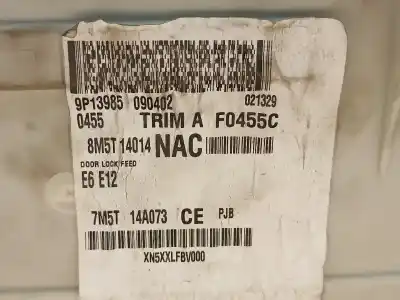 9P13985 090402 021329
0455 TRIM A F0455C
8M5T 14014 NAC
DOOR LOCK FEED
E6 E12
7M5T 14A073 CE PJB
XN5XXLFBV000